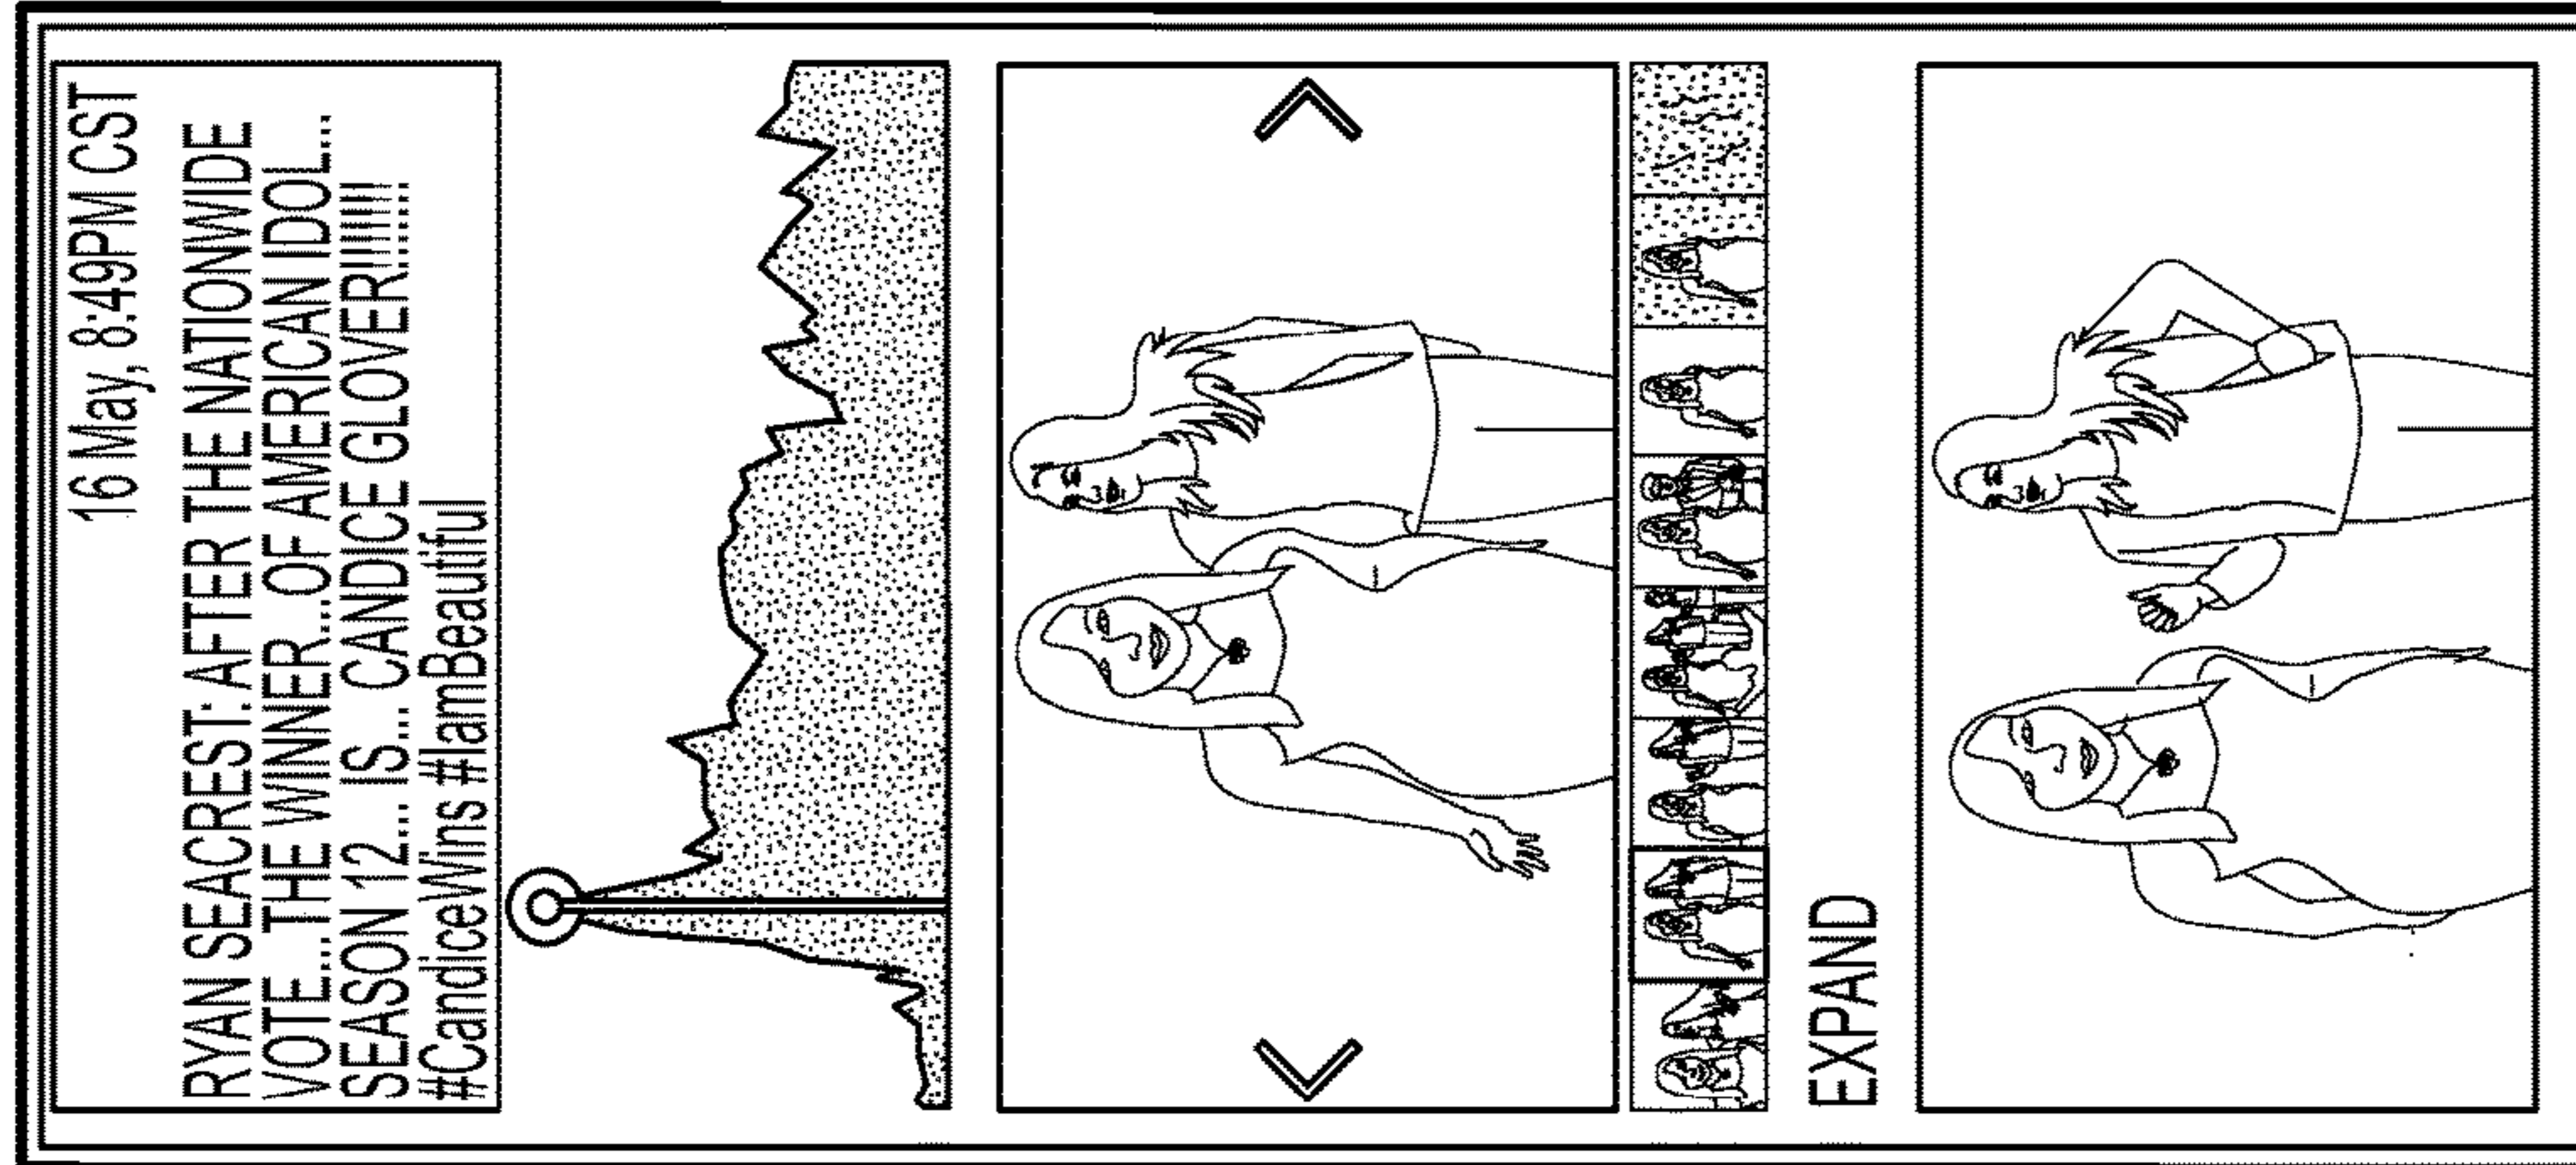 16 May, 8:49PM CST
RYAN SEACREST: AFTER THE NATIONWIDE
VOTE...THE WINNER...OF AMERICAN IDOL...
SEASON 12... IS... CANDICE GLOVER!!!!!!!
#CandiceWins #IamBeautiful
EXPAND